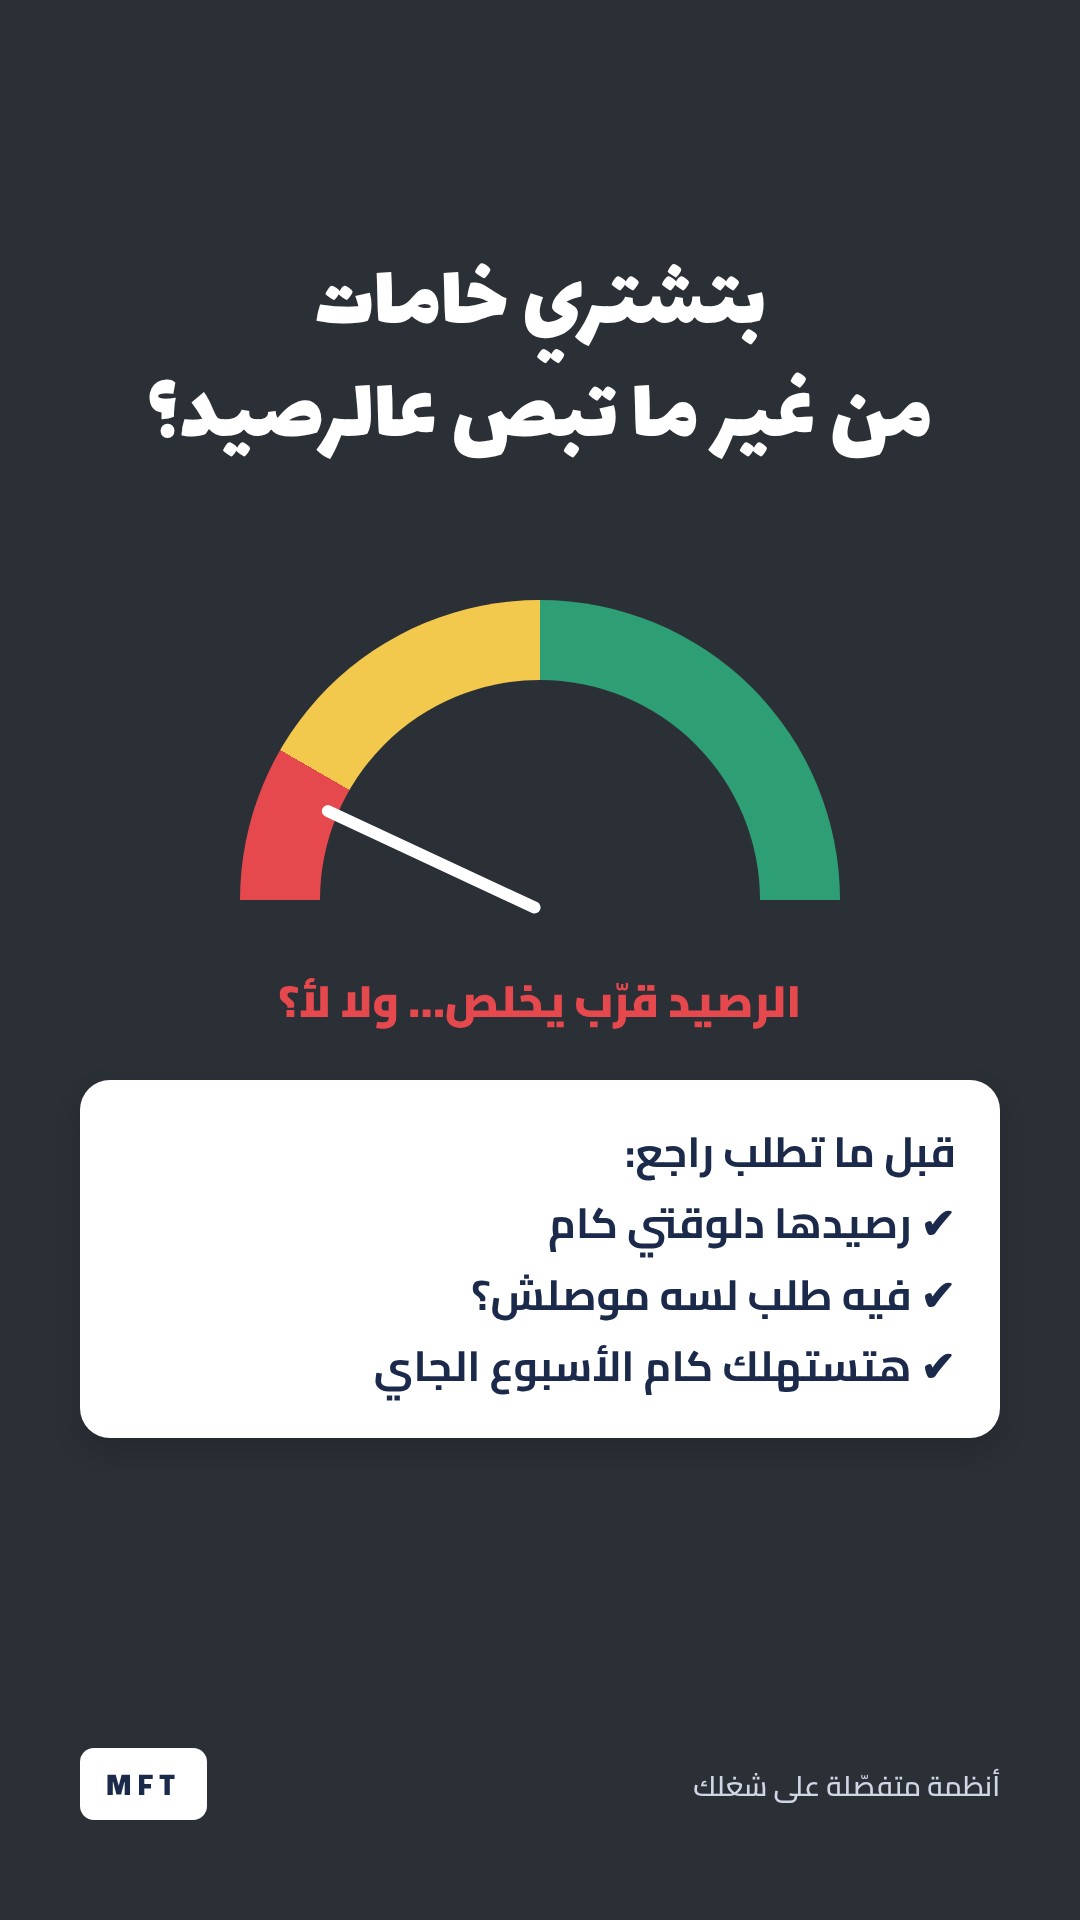 بتشتري خامات
من غير ما تبص عالرصيد؟
الرصيد قرّب يخلص... ولا لأ؟
قبل ما تطلب راجع:
✔ رصيدها دلوقتي كام
✔ فيه طلب لسه موصلش؟
✔ هتستهلك كام الأسبوع الجاي
أنظمة متفصّلة على شغلك
MFT